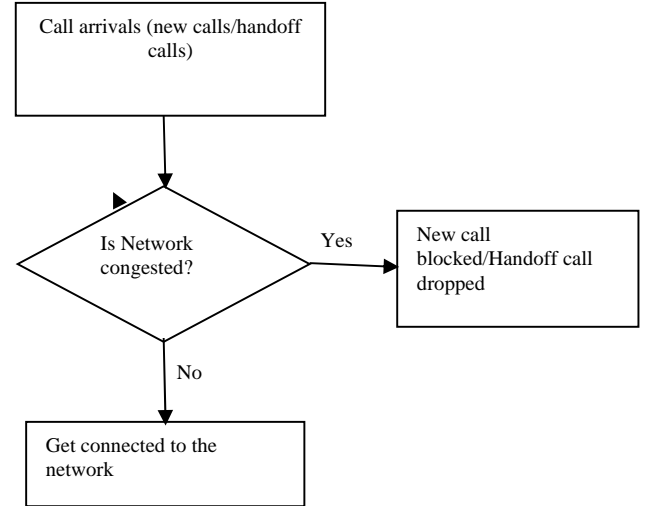 Call arrivals (new calls/handoff
calls)
Is Network
congested?
Yes
New call
blocked/Handoff call
dropped
No
Get connected to the
network